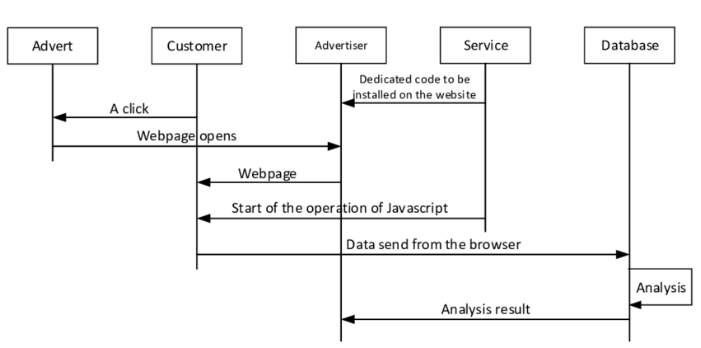 Advert
Customer
Advertiser
Service
Database
Dedicated code to be
installed on the website
A click
Webpage opens
Webpage
Start of the operation of Javascript
Data send from the browser
Analysis
Analysis result